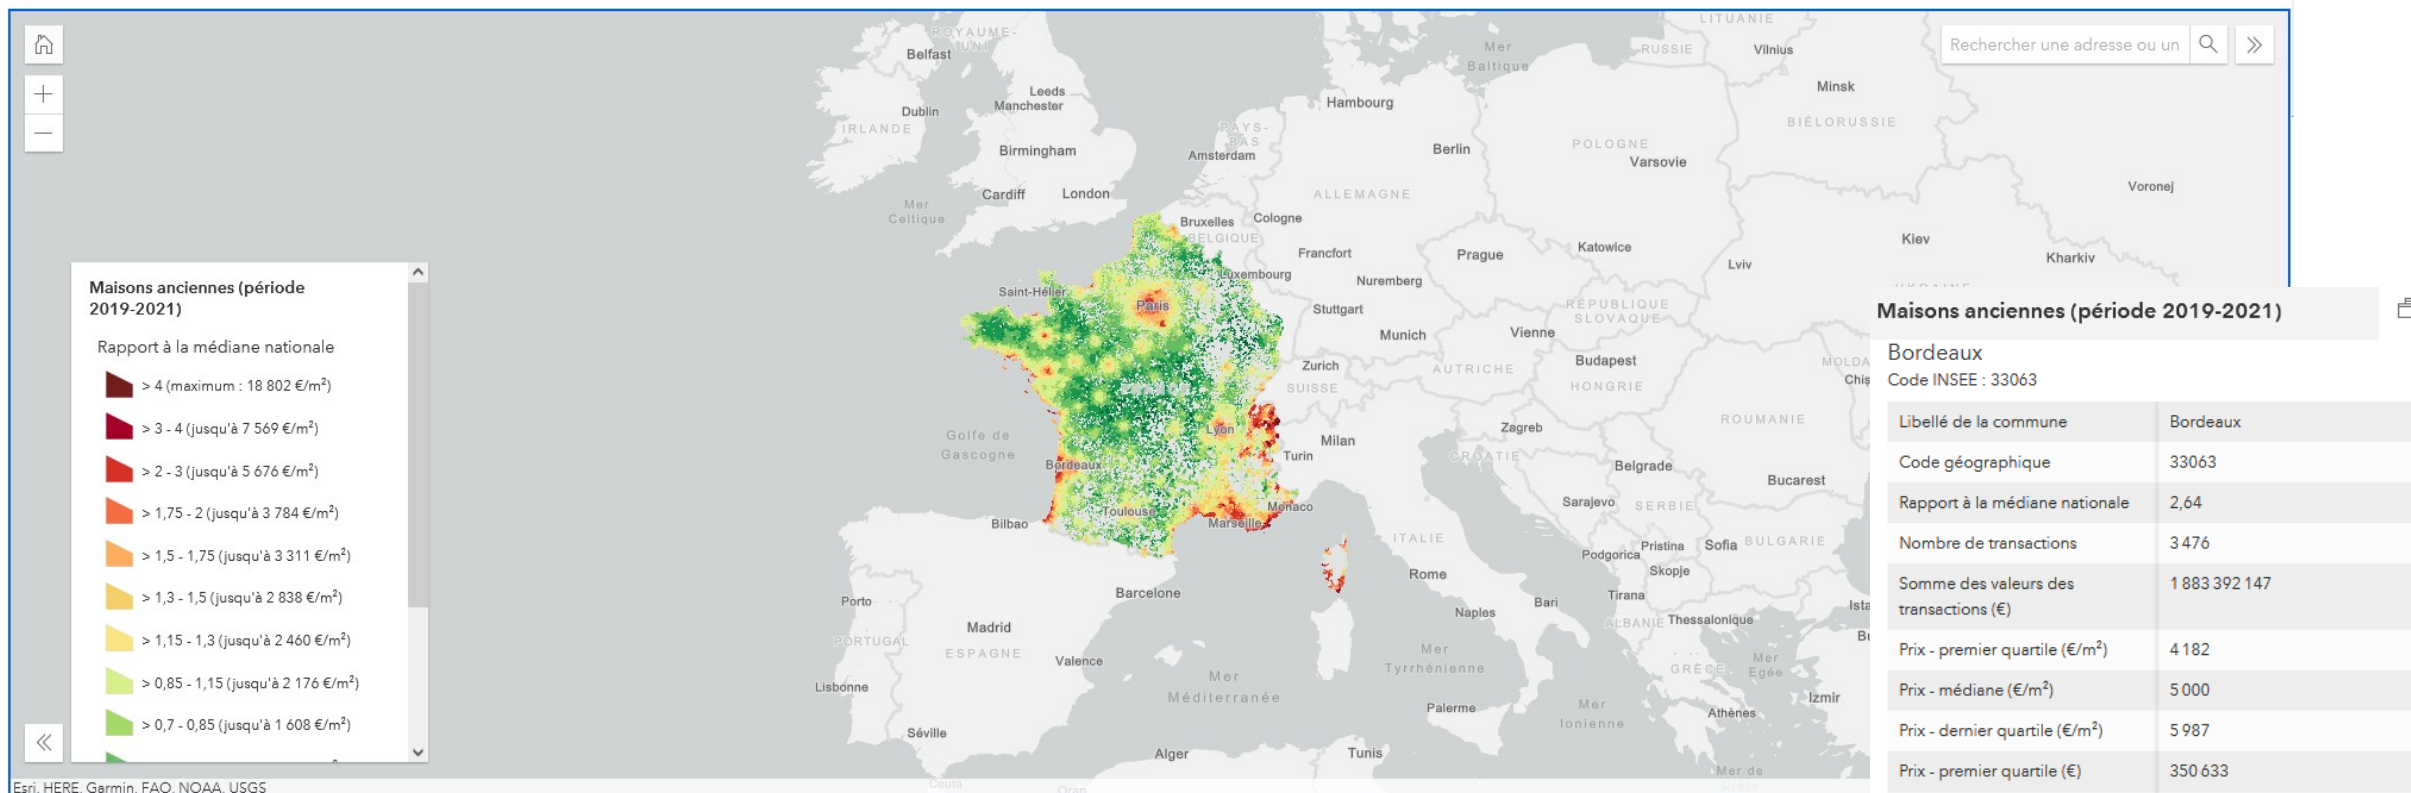 Rechercher une adresse ou un
ROYAUME-
UNI
Belfast
Leeds
Manchester
Dublin
IRLANDE
Birmingham
Cardiff
London
Mer
Celtique
PAYS-
BAS
Amsterdam
Hambourg
Berlin
Mer
Baltique
LITUANIE
RUSSIE
Vilnius
Minsk
BIÉLORUSSIE
POLOGNE
Varsovie
Voronej
ALLEMAGNE
Bruxelles
BELGIQUE
Cologne
Francfort
Luxembourg
Nuremberg
Prague
Katowice
Lviv
Kiev
Kharkiv
UKRAINE
Saint-Hélier
Paris
Stuttgart
Munich
RÉPUBLIQUE
SLOVAQUE
Vienne
Zurich
SUISSE
AUTRICHE
Budapest
HONGRIE
MOLDA
Chiș
ROUMANIE
Lyon
Milan
Turin
Zagreb
CROATIE
Belgrade
Bucarest
Golfe de
Gascogne
Bordeaux
Toulouse
Marseille
Monaco
Sarajevo
SERBIE
Bilbao
ITALIE
Podgorica
Pristina
Sofia
BULGARIE
Skopje
Rome
Barcelone
Porto
Naples
Bari
Tirana
ALBANIE
Thessalonique
Ista
Madrid
PORTUGAL
ESPAGNE
Valence
Mer
Tyrrhénienne
GRÈCE
Mer
Egée
Lisbonne
Mer
Méditerranée
Izmir
Palerme
Mer
Ionienne
Athènes
Séville
Alger
Tunis
Mer de
Ceuta
Oran
Maisons anciennes (période
2019-2021)
Rapport à la médiane nationale
> 4 (maximum : 18 802 €/m²)
> 3 - 4 (jusqu'à 7 569 €/m²)
> 2 - 3 (jusqu'à 5 676 €/m²)
> 1,75 - 2 (jusqu'à 3 784 €/m²)
> 1,5 - 1,75 (jusqu'à 3 311 €/m²)
> 1,3 - 1,5 (jusqu'à 2 838 €/m²)
> 1,15 - 1,3 (jusqu'à 2 460 €/m²)
> 0,85 - 1,15 (jusqu'à 2 176 €/m²)
> 0,7 - 0,85 (jusqu'à 1 608 €/m²)
Esri, HERE, Garmin, FAO, NOAA, USGS
Maisons anciennes (période 2019-2021)
Bordeaux
Code INSEE : 33063
Libellé de la commune Bordeaux
Code géographique 33063
Rapport à la médiane nationale 2,64
Nombre de transactions 3 476
Somme des valeurs des
transactions (€) 1 883 392 147
Prix - premier quartile (€/m²) 4 182
Prix - médiane (€/m²) 5 000
Prix - dernier quartile (€/m²) 5 987
Prix - premier quartile (€) 350 633